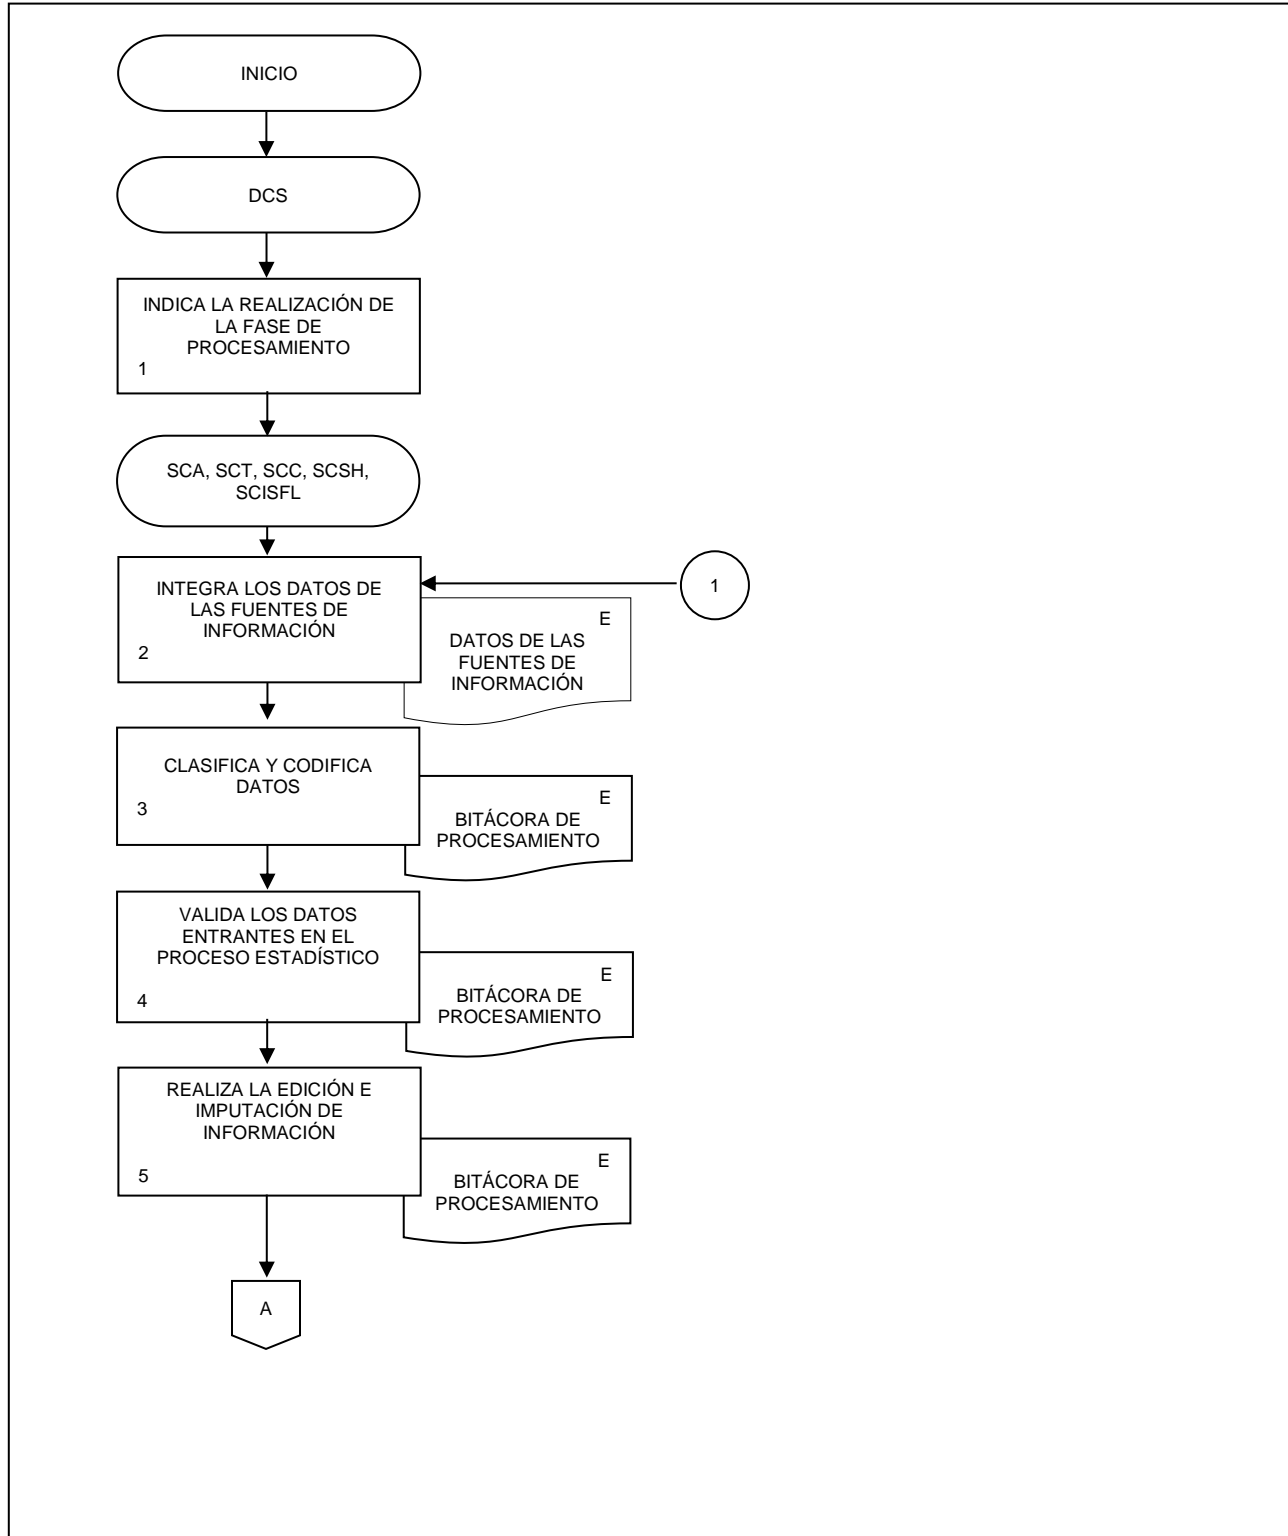 INICIO
DCS
INDICA LA REALIZACIÓN DE
LA FASE DE
PROCESAMIENTO
1
SCA, SCT, SCC, SCSH,
SCISFL
INTEGRA LOS DATOS DE
LAS FUENTES DE
INFORMACIÓN
2
1
E
DATOS DE LAS
FUENTES DE
INFORMACIÓN
CLASIFICA Y CODIFICA
DATOS
3
E
BITÁCORA DE
PROCESAMIENTO
VALIDA LOS DATOS
ENTRANTES EN EL
PROCESO ESTADÍSTICO
4
E
BITÁCORA DE
PROCESAMIENTO
REALIZA LA EDICIÓN E
IMPUTACIÓN DE
INFORMACIÓN
5
E
BITÁCORA DE
PROCESAMIENTO
A